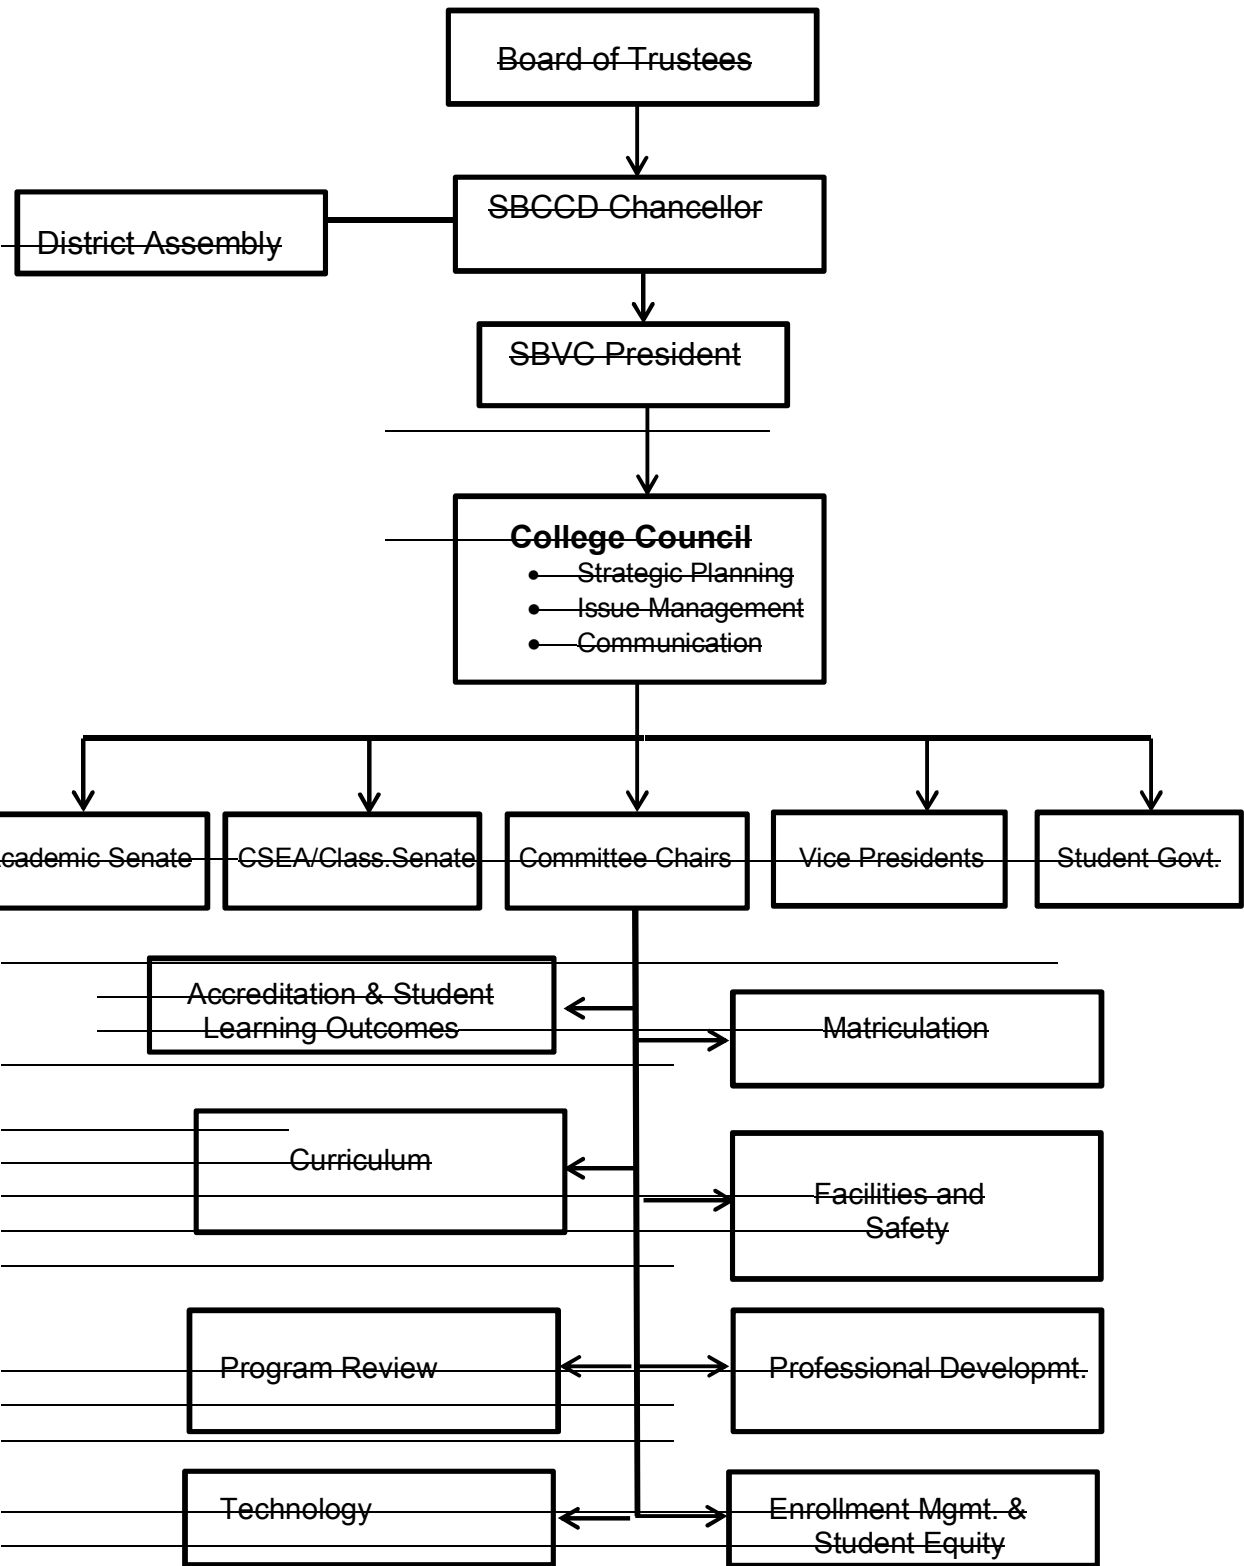 Board of Trustees
SBCCD Chancellor
District Assembly
SBVC President
College Council
• Strategic Planning
• Issue Management
• Communication
cademic Senate
CSEA/Class.Senate
Committee Chairs
Vice Presidents
Student Govt.
Accreditation & Student
Learning Outcomes
Matriculation
Curriculum
Facilities and
Safety
Program Review
Professional Developmt.
Technology
Enrollment Mgmt. &
Student Equity